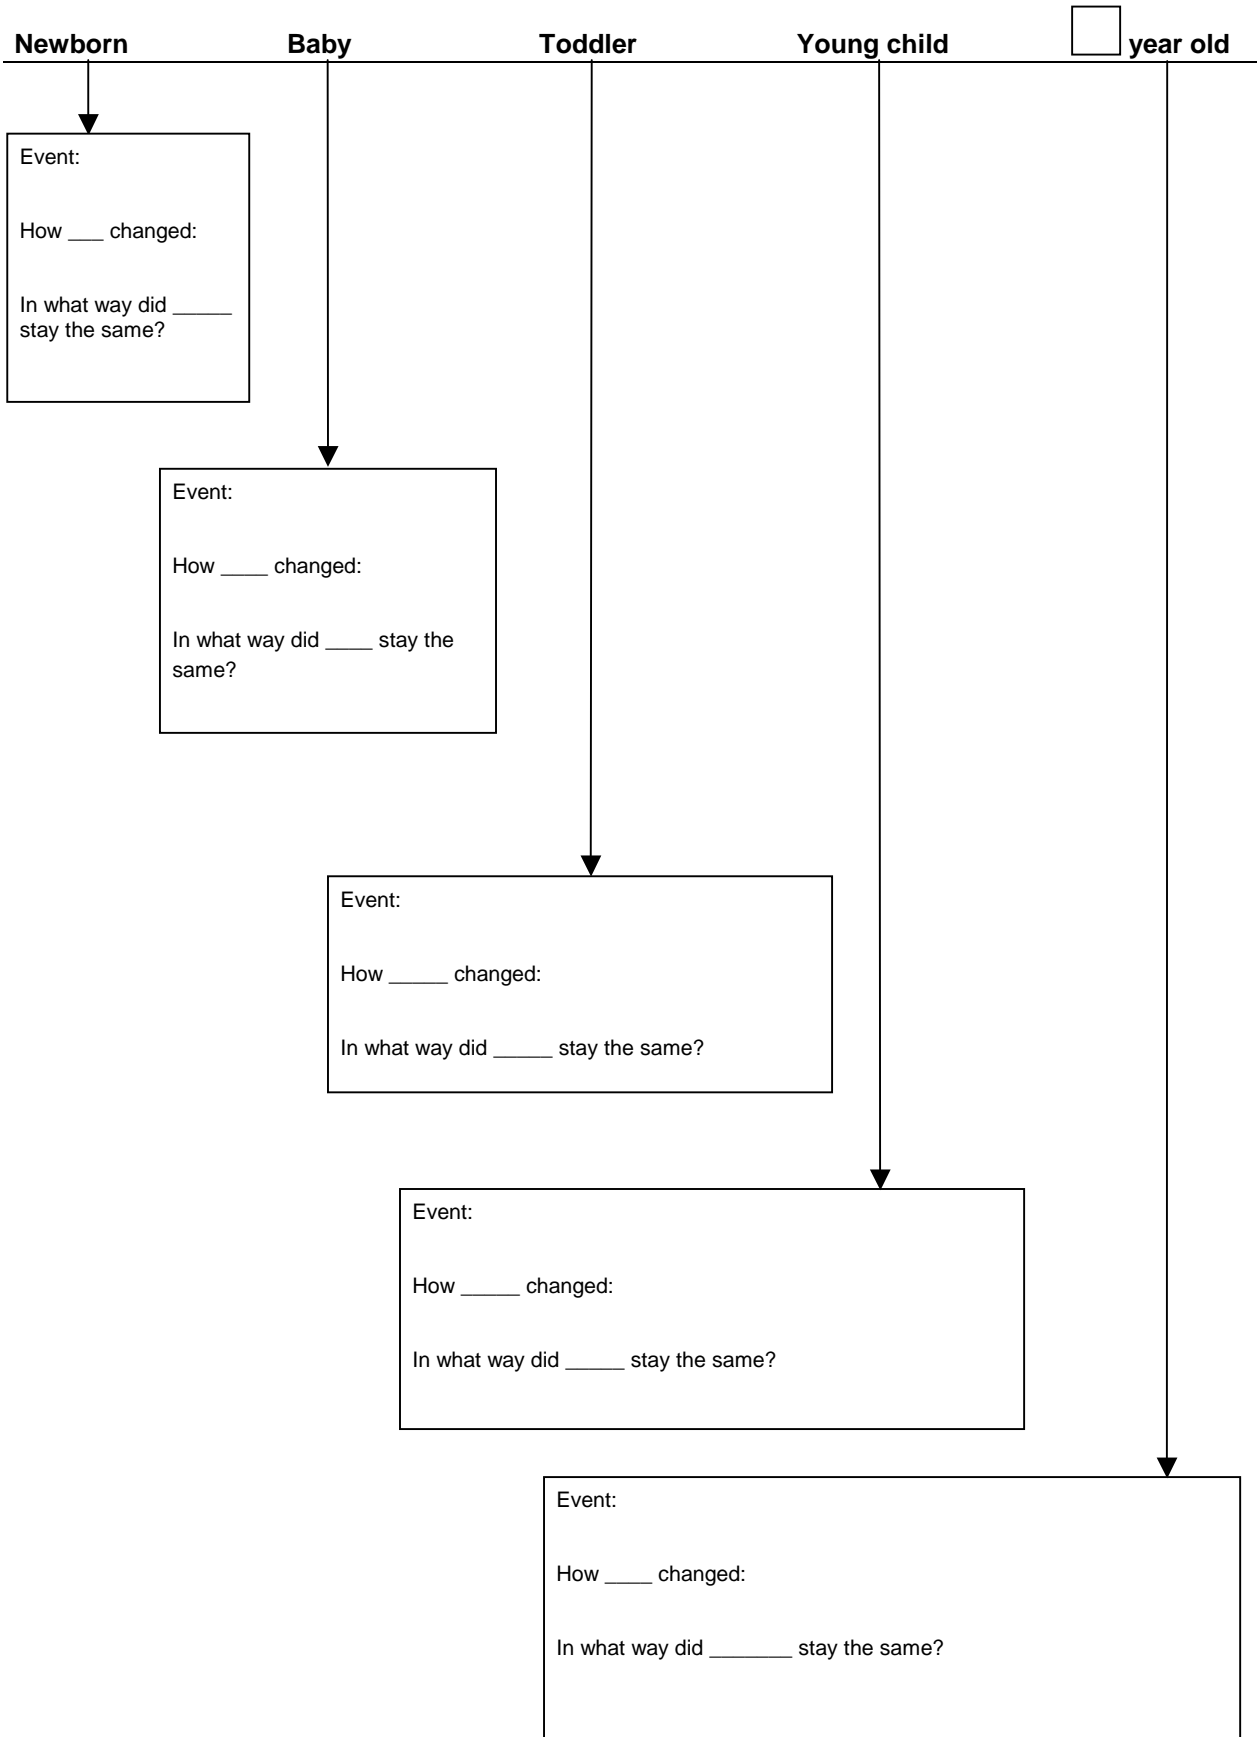 Newborn Baby Toddler Young child year old
Event:
How ___ changed:
In what way did _____
stay the same?
Event:
How ____ changed:
In what way did ____ stay the
same?
Event:
How _____ changed:
In what way did _____ stay the same?
Event:
How _____ changed:
In what way did _____ stay the same?
Event:
How ____ changed:
In what way did _______ stay the same?